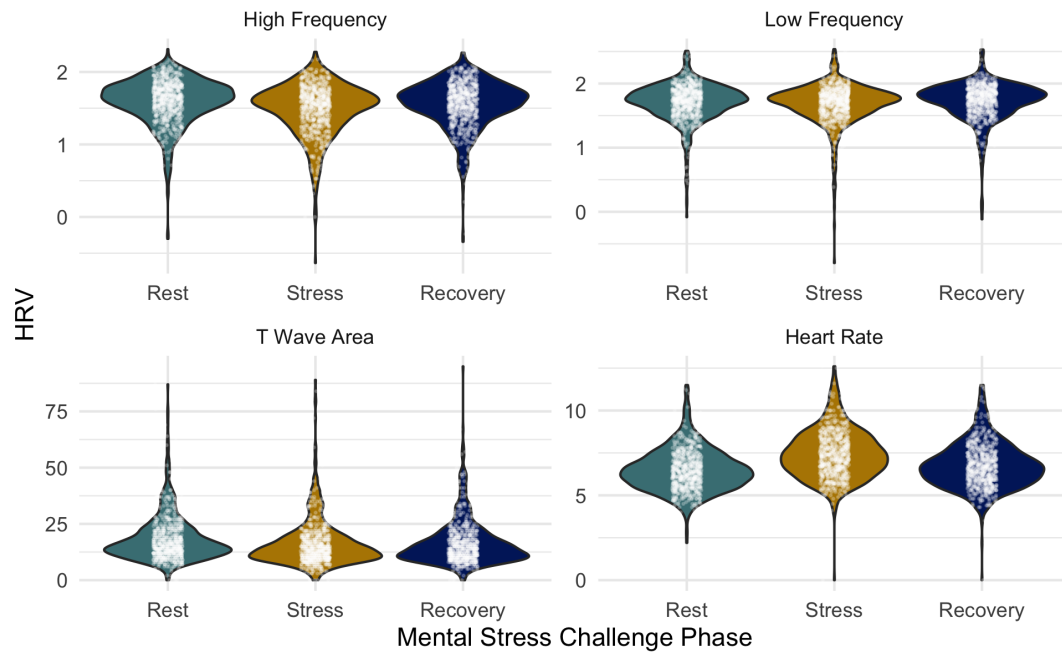 High Frequency
Low Frequency
2
1
0
Rest
Stress
Recovery
2
1
0
Rest
Stress
Recovery
HRV
T Wave Area
Heart Rate
75
50
25
0
Rest
Stress
Recovery
10
5
0
Rest
Stress
Recovery
Mental Stress Challenge Phase